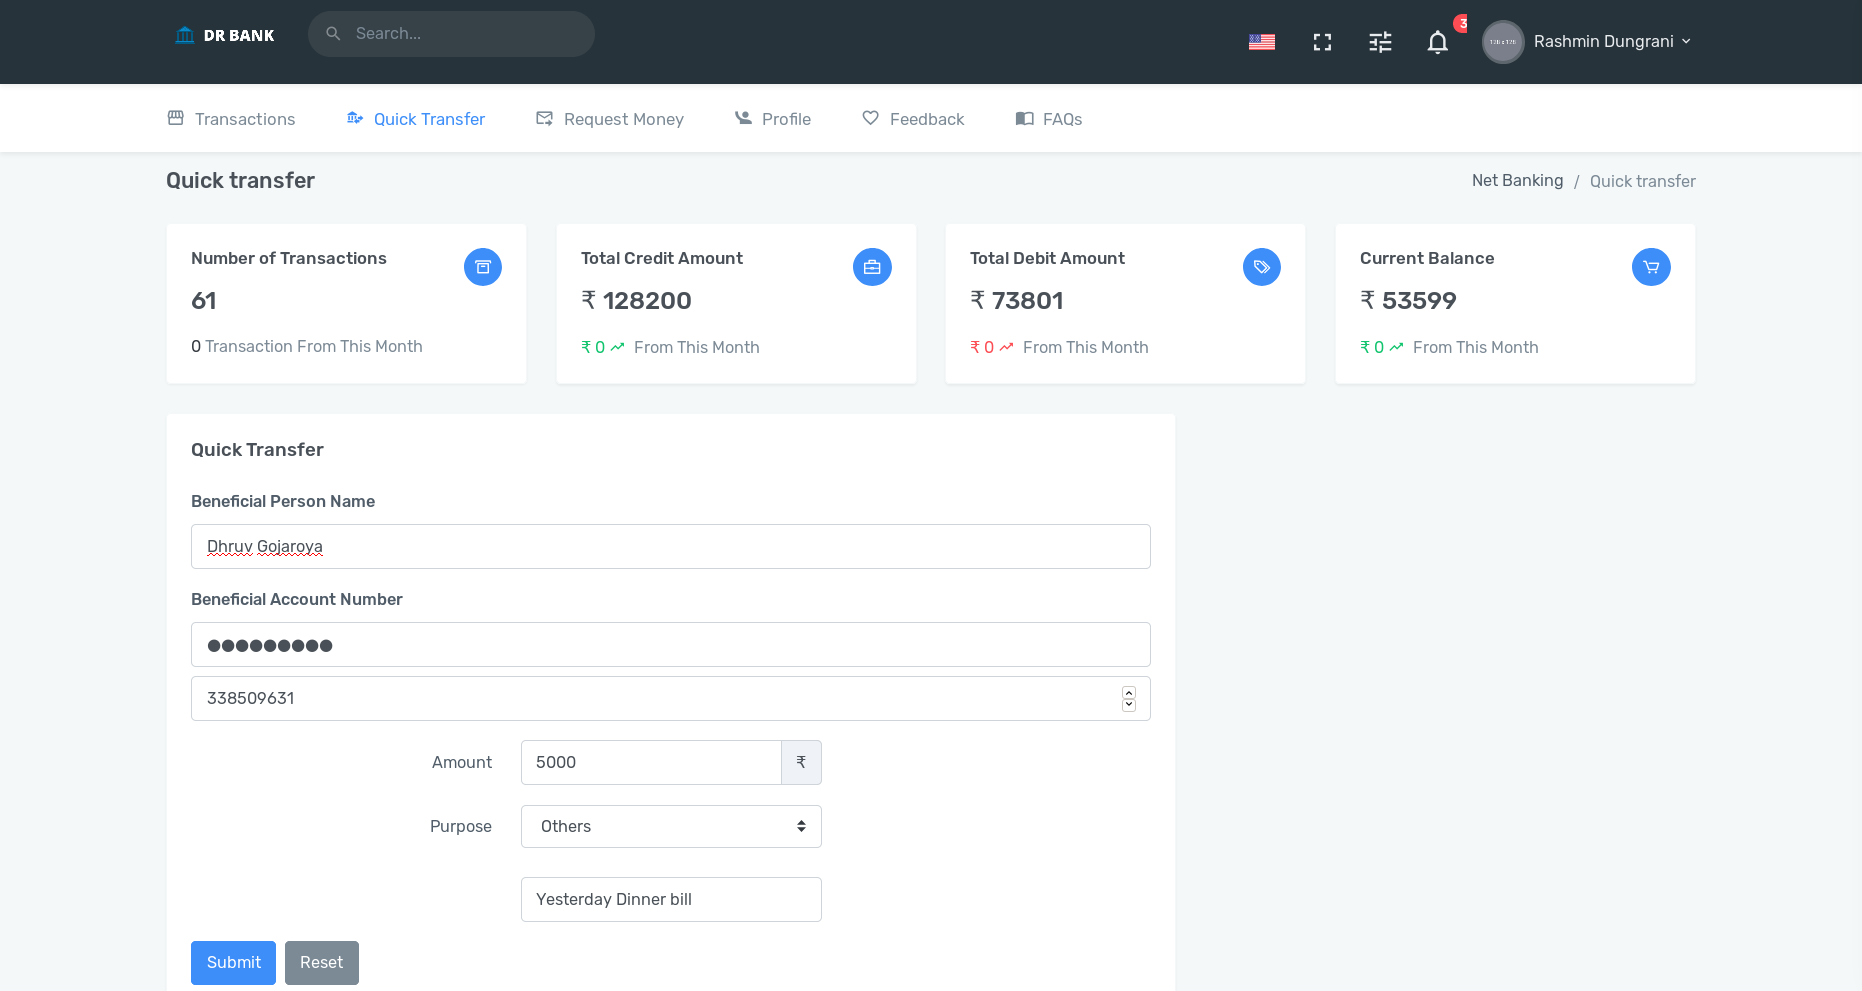 DR BANK
Search...
3
Rashmin Dungrani
Transactions
Quick Transfer
Request Money
Profile
Feedback
FAQs
Quick transfer
Net Banking / Quick transfer
Number of Transactions
61
0 Transaction From This Month
Total Credit Amount
₹ 128200
₹ 0 From This Month
Total Debit Amount
₹ 73801
₹ 0 From This Month
Current Balance
₹ 53599
₹ 0 From This Month
Quick Transfer
Beneficial Person Name
Dhruv Gojaroya
Beneficial Account Number
●●●●●●●●●
338509631
Amount
5000 ₹
Purpose
Others
Yesterday Dinner bill
Submit
Reset